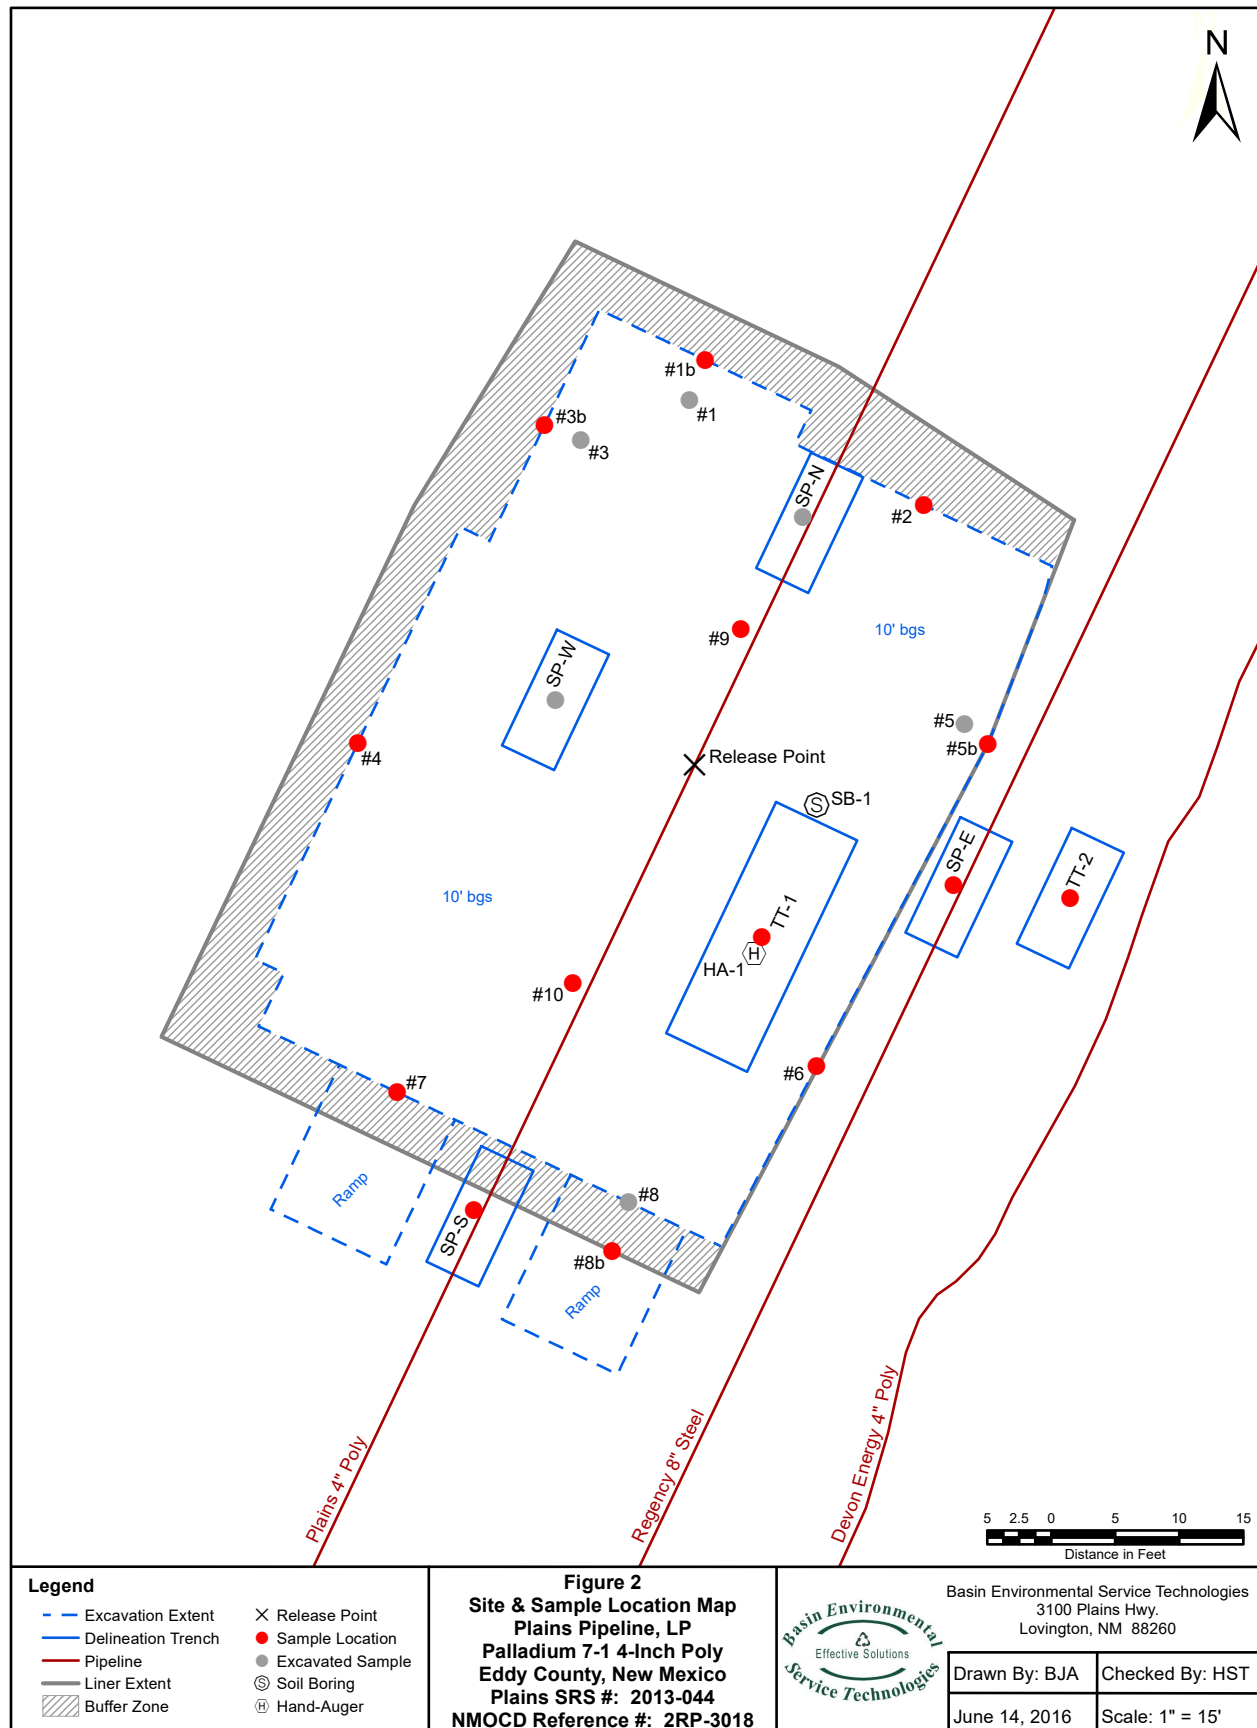 N
#1b
#1
#3b
#3
SP-N
#2
#9
10' bgs
SP-W
#5
#5b
#4
Release Point
SB-1
SP-E
TT-2
10' bgs
TT-1
H
HA-1
#10
#6
#7
Ramp
#8
SP-S
#8b
Ramp
S
Plains 4" Poly
Regency 8" Steel
Devon Energy 4" Poly
5 2.5 0 5 10 15
Distance in Feet
Legend
Excavation Extent
Delineation Trench
Pipeline
Liner Extent
Buffer Zone
Release Point
Sample Location
Excavated Sample
S Soil Boring
H Hand-Auger
Figure 2
Site & Sample Location Map
Plains Pipeline, LP
Palladium 7-1 4-Inch Poly
Eddy County, New Mexico
Plains SRS #: 2013-044
NMOCD Reference #: 2RP-3018
Basin Environmental
Effective Solutions
Service Technologies
Basin Environmental Service Technologies
3100 Plains Hwy.
Lovington, NM 88260
Drawn By: BJA
Checked By: HST
June 14, 2016
Scale: 1" = 15'